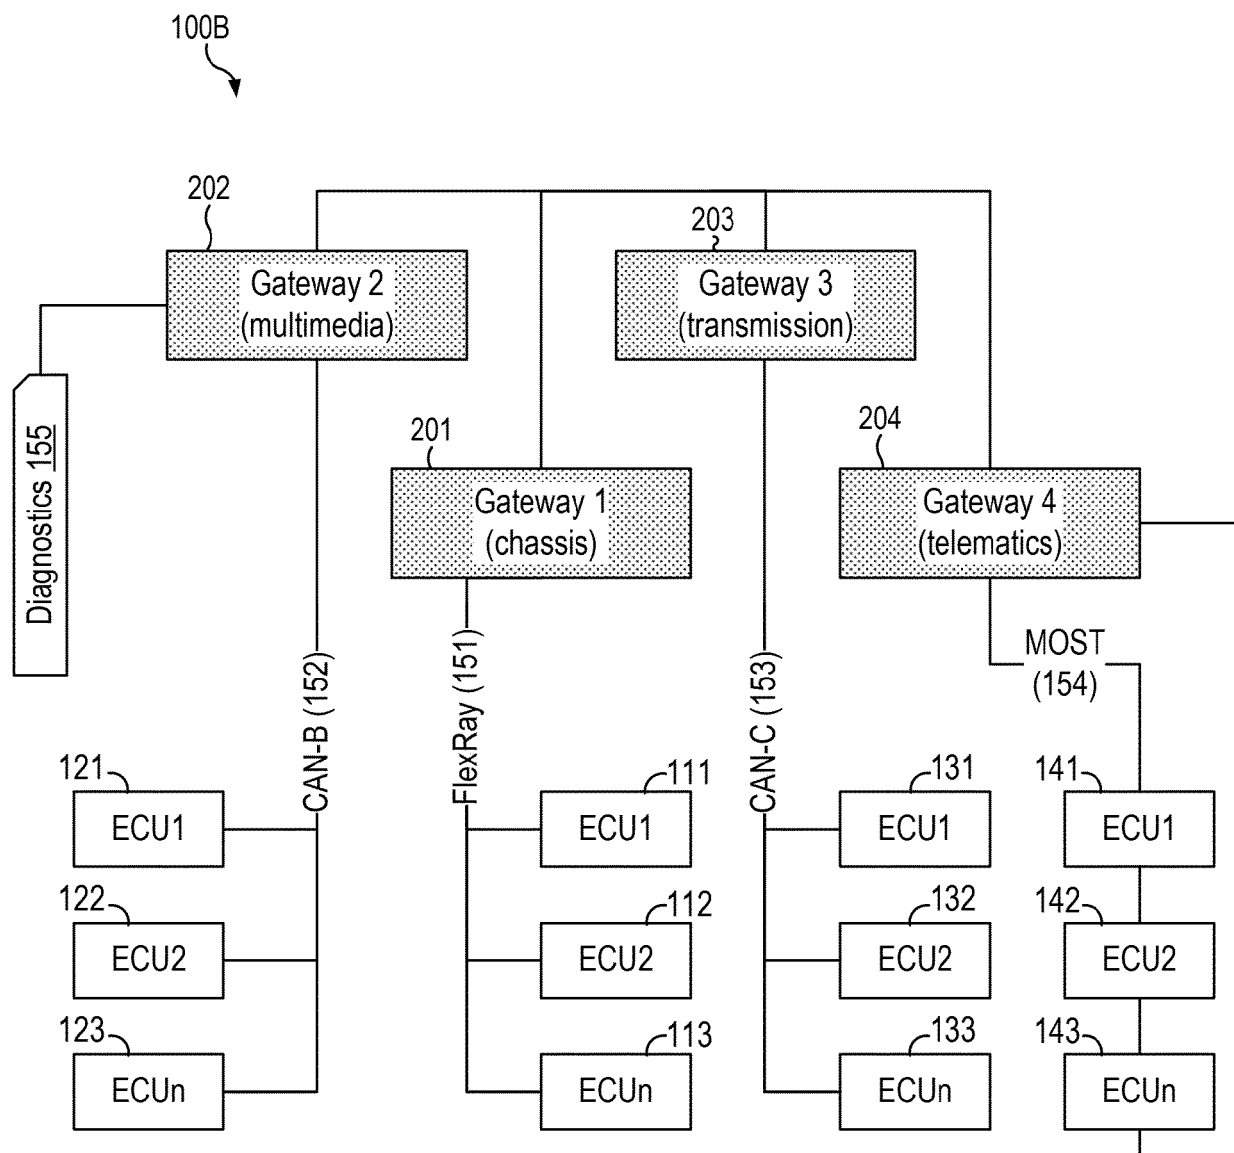 100B
202
203
Gateway 2
(multimedia)
Gateway 3
(transmission)
Diagnostics 155
201
204
Gateway 1
(chassis)
Gateway 4
(telematics)
CAN-B (152)
FlexRay (151)
CAN-C (153)
MOST
(154)
121
111
131
141
ECU1
ECU1
ECU1
ECU1
122
112
132
142
ECU2
ECU2
ECU2
ECU2
123
113
133
143
ECUn
ECUn
ECUn
ECUn